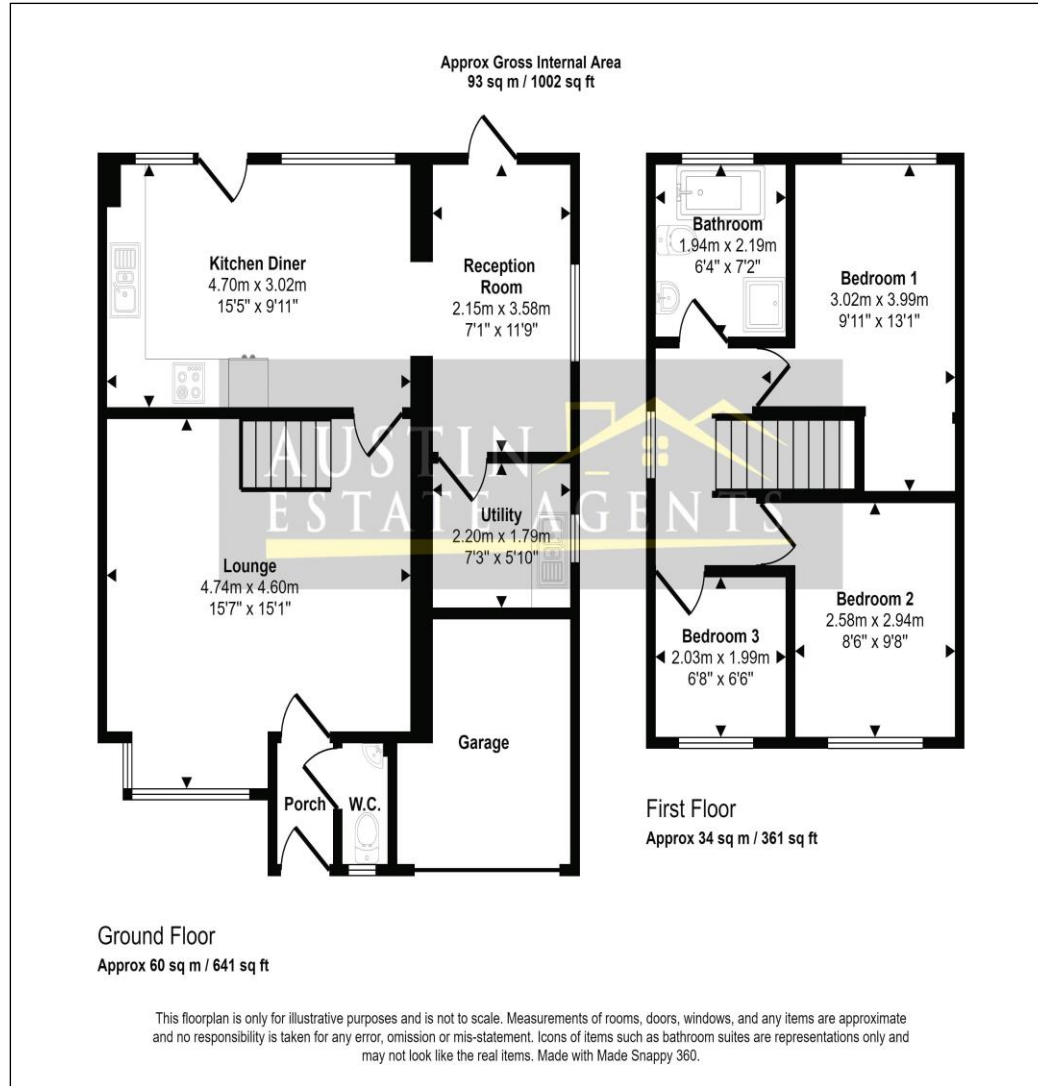 Approx Gross Internal Area
93 sq m / 1002 sq ft
Kitchen Diner
4.70m x 3.02m
15'5" x 9'11"
Reception
Room
2.15m x 3.58m
7'1" x 11'9"
Bathroom
1.94m x 2.19m
6'4" x 7'2"
Bedroom 1
3.02m x 3.99m
9'11" x 13'1"
AUSTIN
ESTATE AGENTS
Utility
2.20m x 1.79m
7'3" x 5'10"
Lounge
4.74m x 4.60m
15'7" x 15'1"
Bedroom 2
2.58m x 2.94m
8'6" x 9'8"
Bedroom 3
2.03m x 1.99m
6'8" x 6'6"
Garage
Porch
W.C.
First Floor
Approx 34 sq m / 361 sq ft
Ground Floor
Approx 60 sq m / 641 sq ft
This floorplan is only for illustrative purposes and is not to scale. Measurements of rooms, doors, windows, and any items are approximate
and no responsibility is taken for any error, omission or mis-statement. Icons of items such as bathroom suites are representations only and
may not look like the real items. Made with Made Snappy 360.